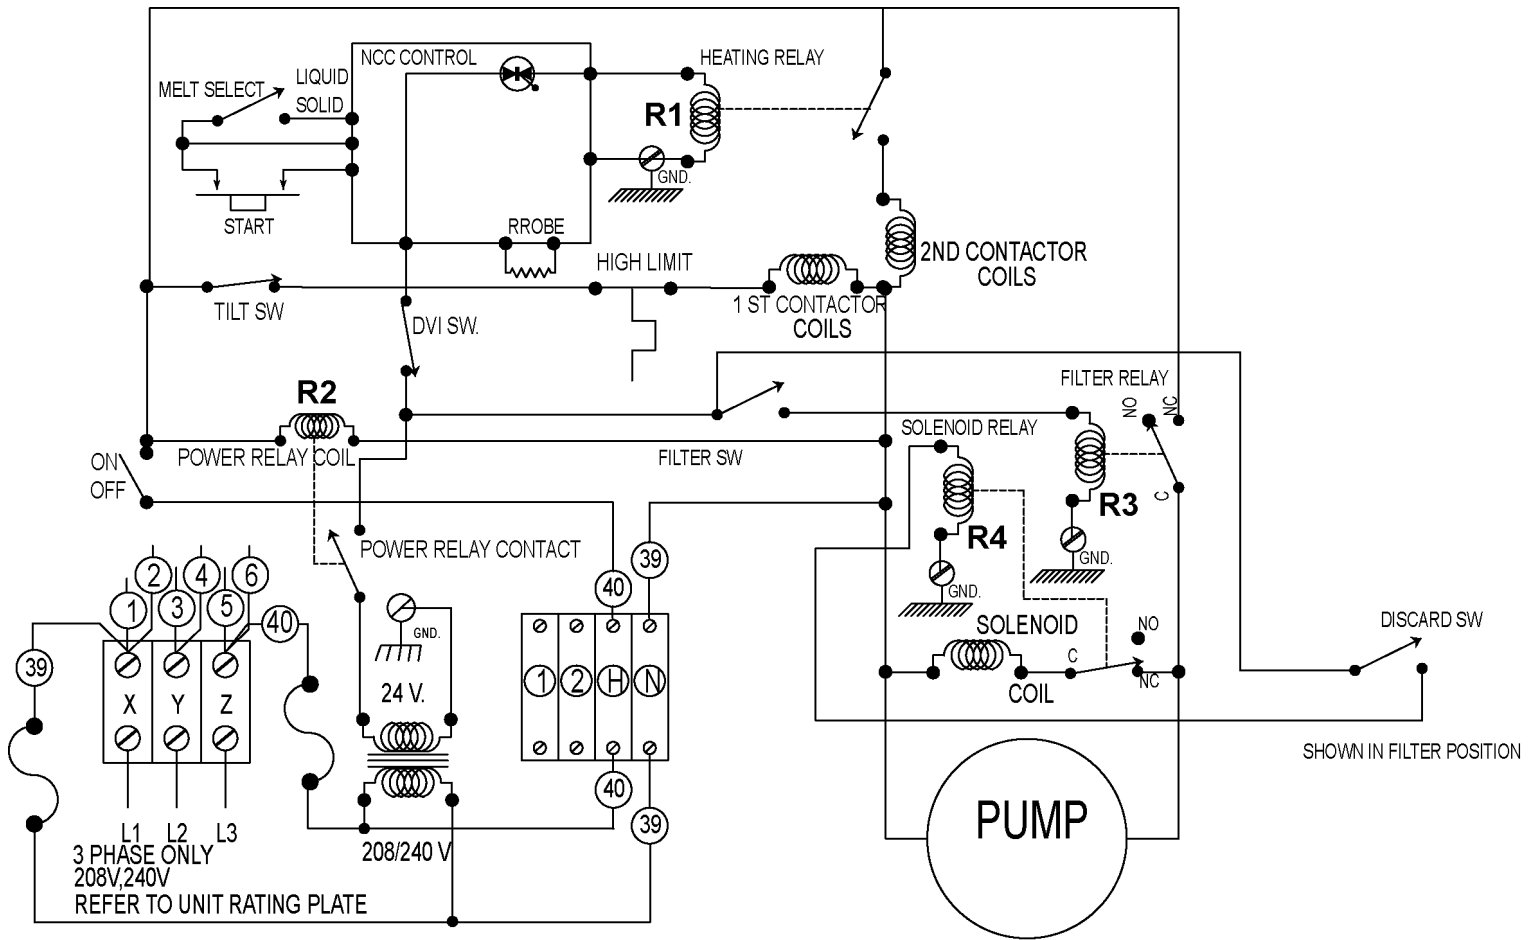 NCC CONTROL
HEATING RELAY
LIQUID
MELT SELECT
SOLID
R1
GND.
START
RROBE
2ND CONTACTOR
COILS
HIGH LIMIT
TILT SW
1 ST CONTACTOR
COILS
DVI SW.
R2
FILTER RELAY
NO
NC
C
SOLENOID RELAY
POWER RELAY COIL
FILTER SW
ON
OFF
R3
R4
POWER RELAY CONTACT
GND.
GND.
39
40
2
4
6
1
3
5
40
39
GND.
SOLENOID
COIL
NO
C
NC
DISCARD SW
24 V.
X
Y
Z
1
2
H
N
SHOWN IN FILTER POSITION
40
39
PUMP
L1
L2
L3
208/240 V
3 PHASE ONLY
208V,240V
REFER TO UNIT RATING PLATE